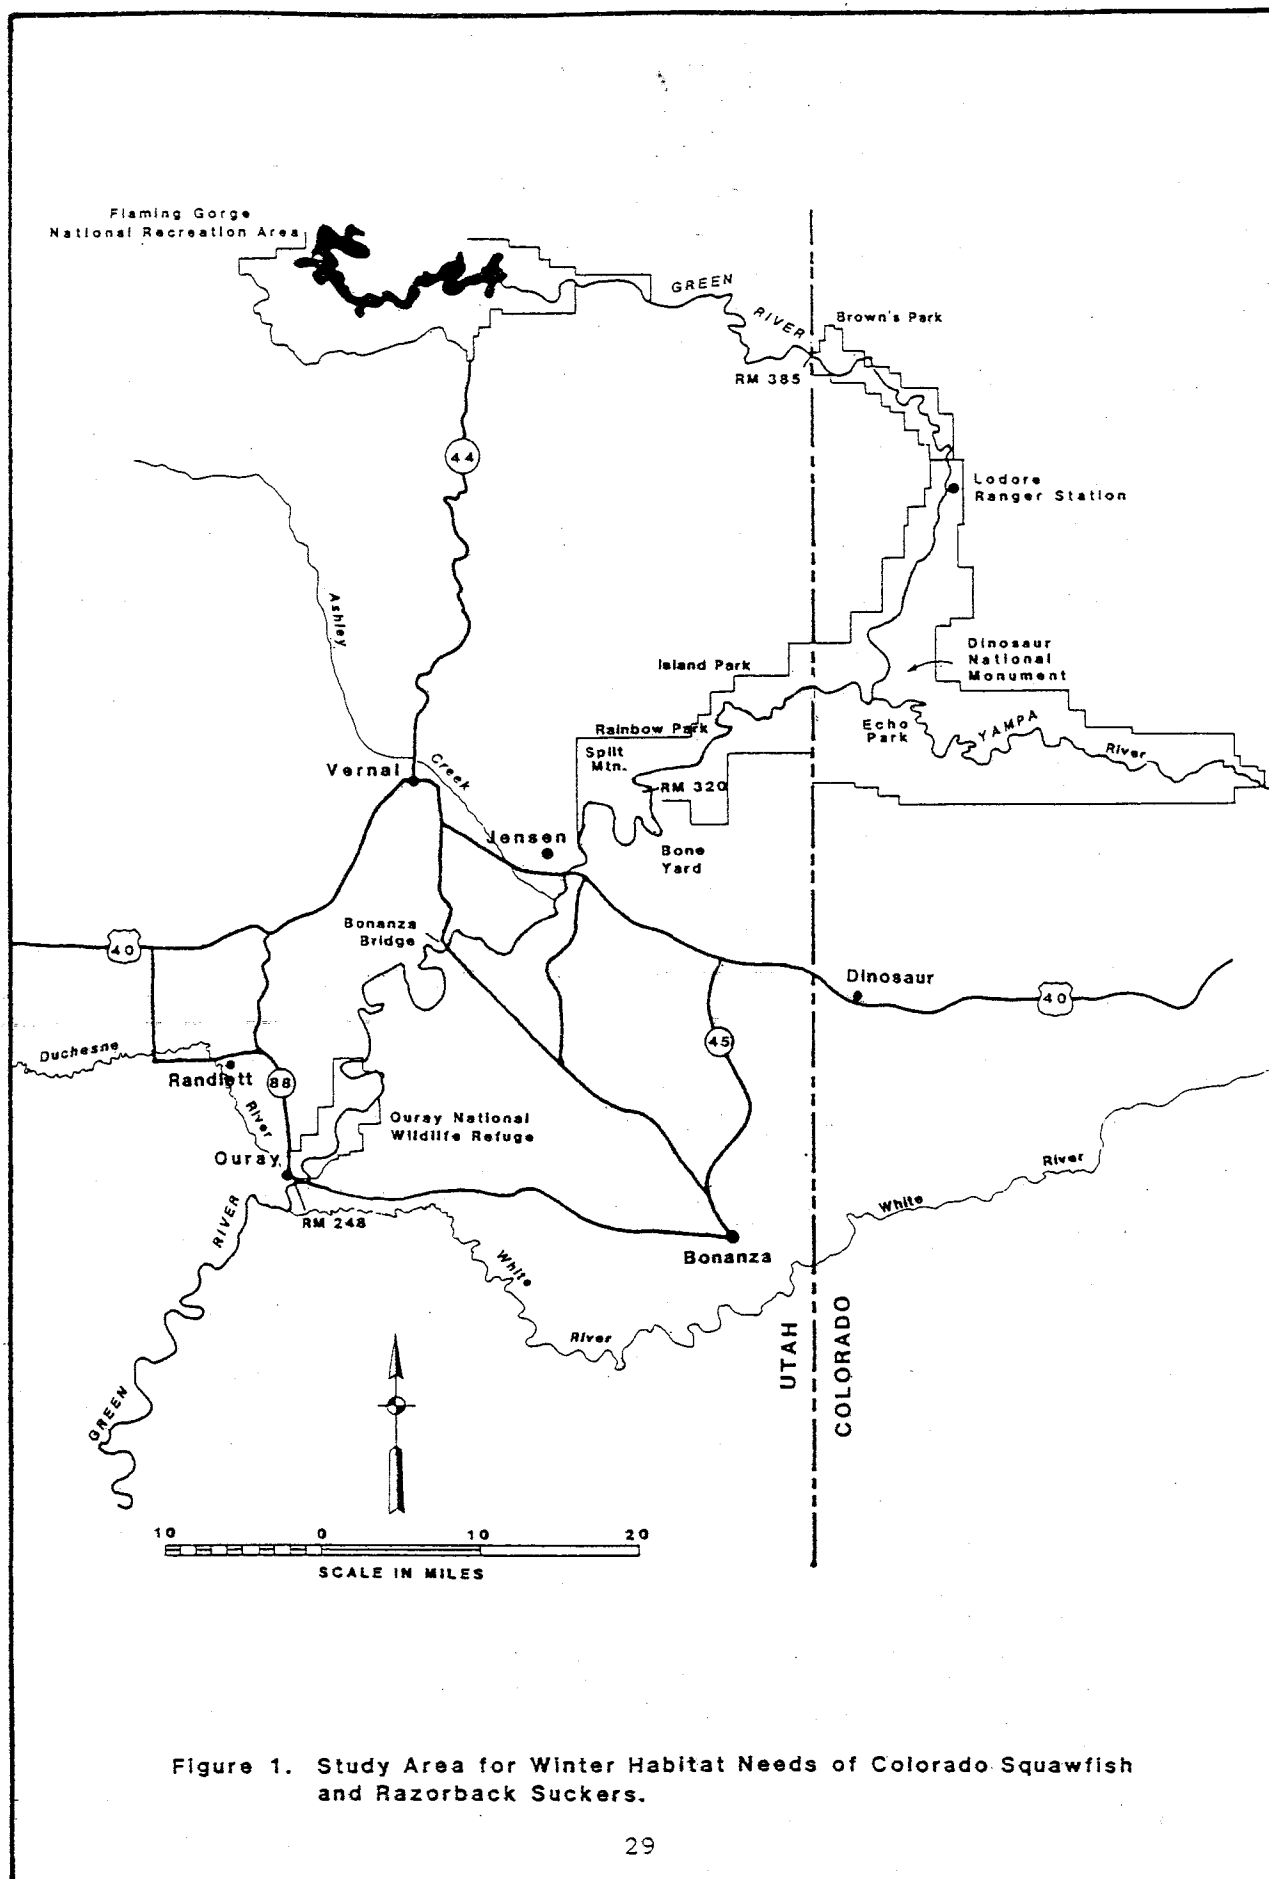 Flaming Gorge
National Recreation Area
GREEN
RIVER
Brown's Park
RM 385
44
Lodore
Ranger Station
Ashley
Island Park
Dinosaur
National
Monument
Rainbow Park
Echo
Park
YAMPA
River
Split
Mtn.
Creek
Vernal
RM 320
Jensen
Bone
Yard
Bonanza
Bridge
40
Dinosaur
40
45
Duchesne
Randlett
88
River
Ouray National
Wildlife Refuge
Ouray
River
White
RIVER
RM 248
Bonanza
White
River
UTAH
COLORADO
GREEN
10 0 10 20
SCALE IN MILES
Figure 1. Study Area for Winter Habitat Needs of Colorado Squawfish
and Razorback Suckers.
29